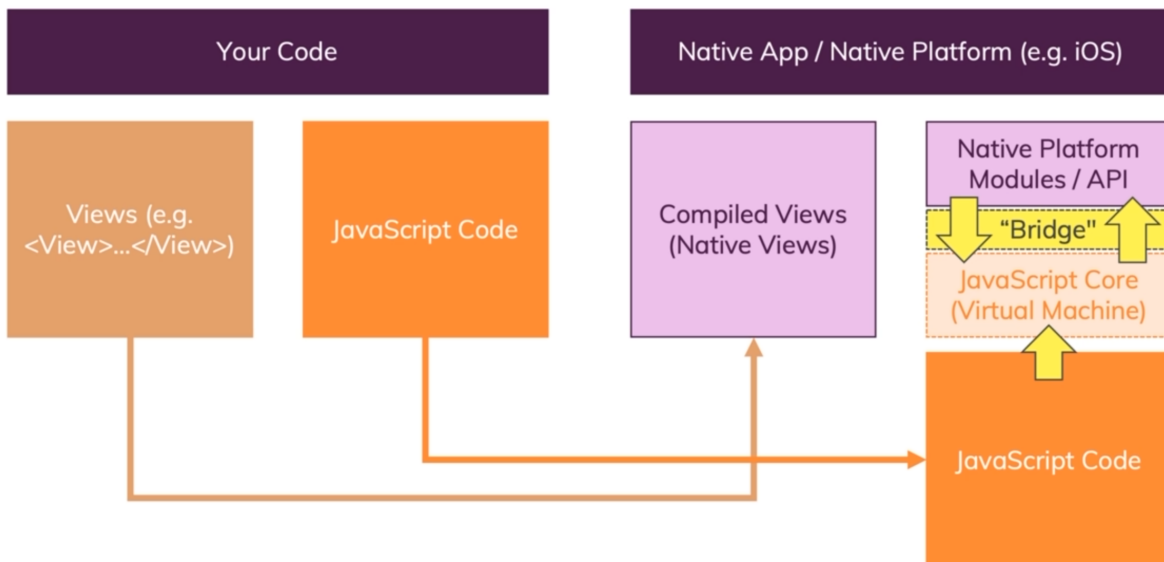 Your Code
Native App / Native Platform (e.g. iOS)
Views (e.g.
<View>...</View>)
JavaScript Code
Compiled Views
(Native Views)
Native Platform
Modules / API
“Bridge"
JavaScript Core
(Virtual Machine)
JavaScript Code